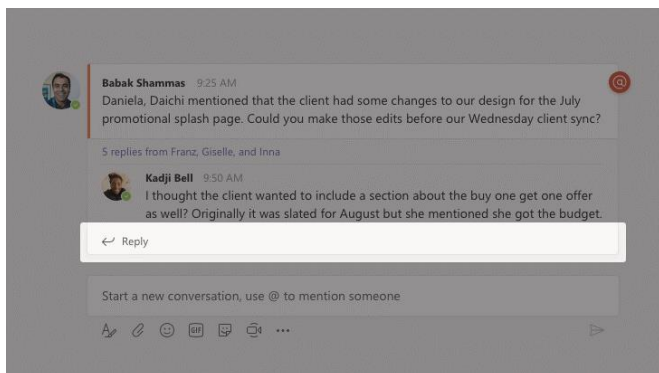 Babak Shammas 9:25 AM
Daniela, Daichi mentioned that the client had some changes to our design for the July
promotional splash page. Could you make those edits before our Wednesday client sync?
5 replies from Franz, Giselle, and Inna
Kadji Bell 9:50 AM
I thought the client wanted to include a section about the buy one get one offer
as well? Originally it was slated for August but she mentioned she got the budget.
Reply
Start a new conversation, use @ to mention someone
GIF